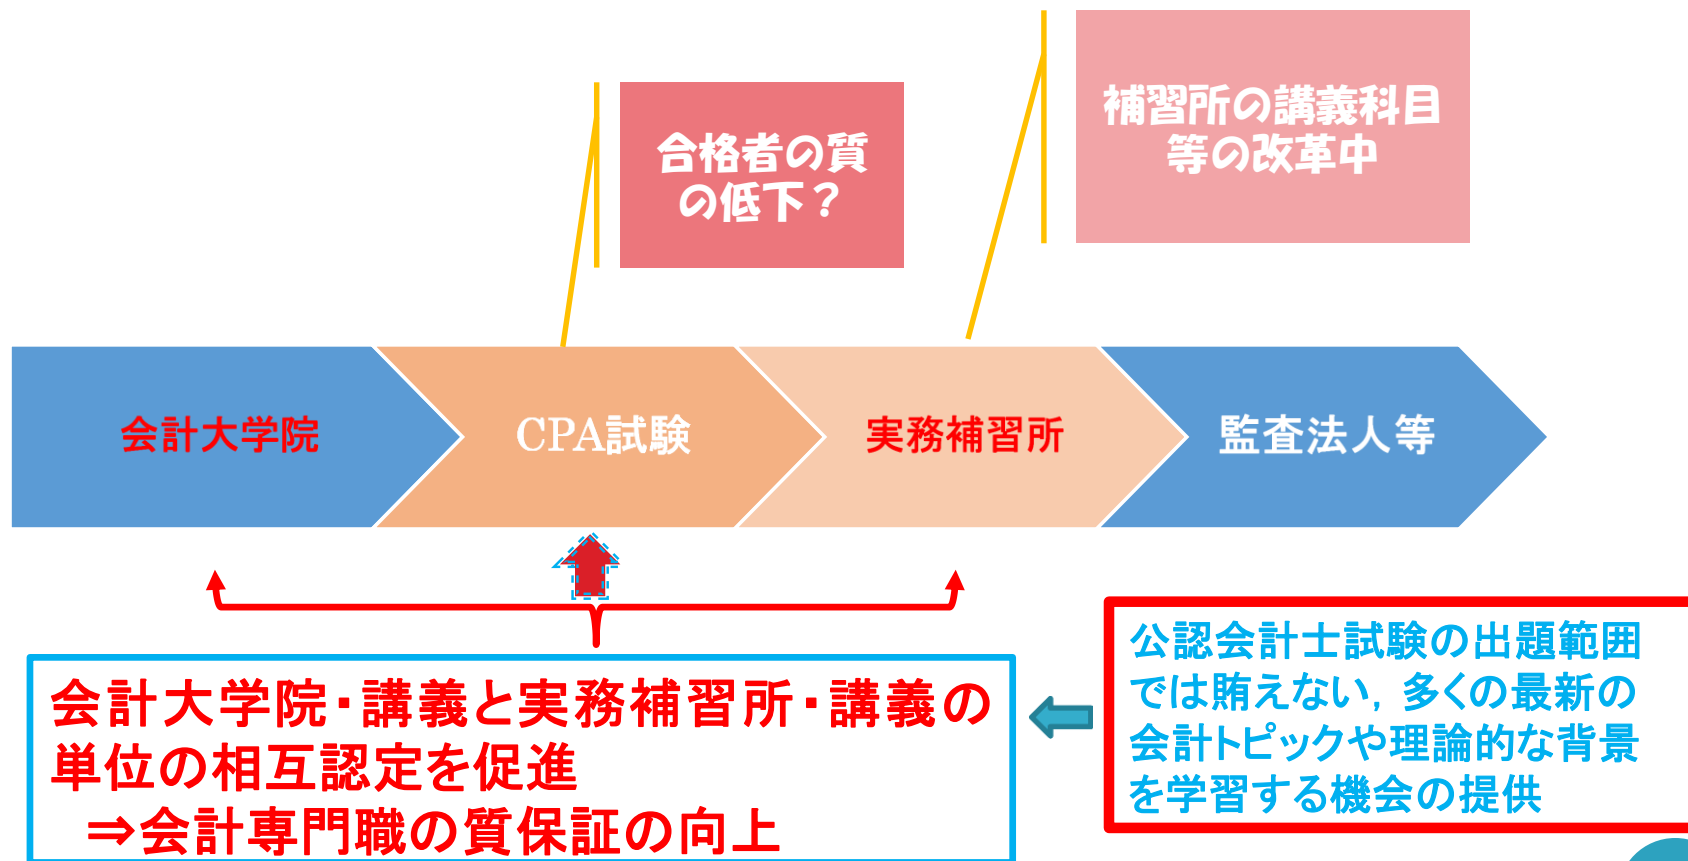 合格者の質
の低下？
補習所の講義科目
等の改革中
会計大学院
CPA試験
実務補習所
監査法人等
会計大学院・講義と実務補習所・講義の
単位の相互認定を促進
⇒会計専門職の質保証の向上
公認会計士試験の出題範囲
では賄えない，多くの最新の
会計トピックや理論的な背景
を学習する機会の提供